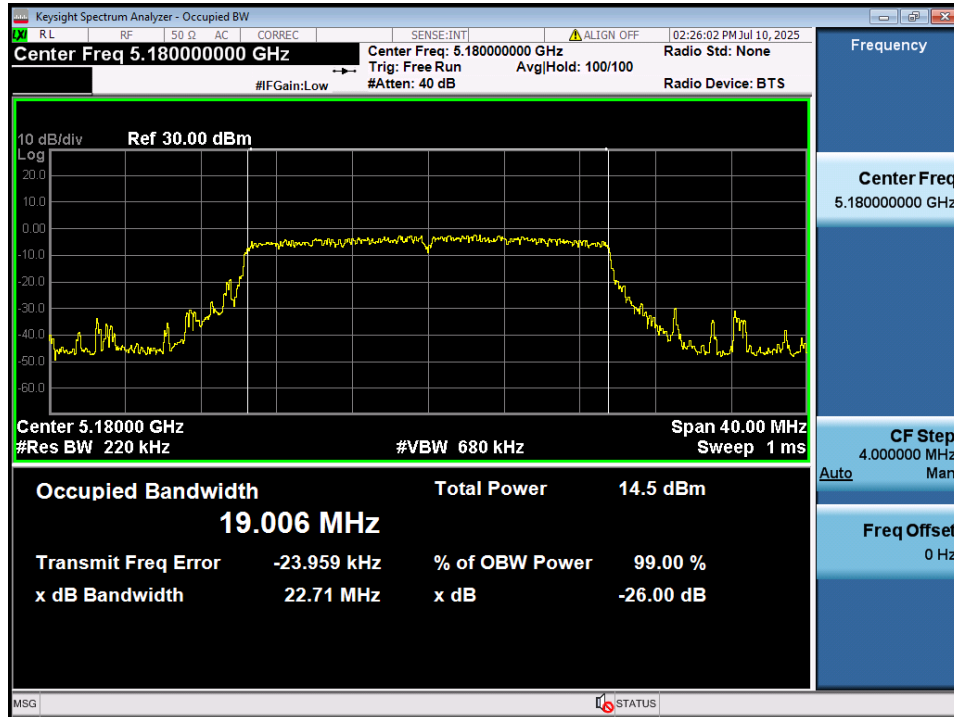 Keysight Spectrum Analyzer - Occupied BW
LXI RL RF 50 Ω AC CORREC SENSE:INT ALIGN OFF 02:26:02 PM Jul 10, 2025
Center Freq 5.180000000 GHz
Center Freq: 5.180000000 GHz
Radio Std: None
Trig: Free Run
Avg|Hold: 100/100
#IFGain:Low
#Atten: 40 dB
Radio Device: BTS
10 dB/div
Ref 30.00 dBm
Log
20.0
10.0
0.00
-10.0
-20.0
-30.0
-40.0
-50.0
-60.0
Center 5.18000 GHz
Span 40.00 MHz
#Res BW 220 kHz
#VBW 680 kHz
Sweep 1 ms
Occupied Bandwidth
19.006 MHz
Total Power 14.5 dBm
Transmit Freq Error -23.959 kHz
% of OBW Power 99.00 %
x dB Bandwidth 22.71 MHz
x dB -26.00 dB
Frequency
Center Freq
5.180000000 GHz
CF Step
4.000000 MHz
Auto Man
Freq Offset
0 Hz
MSG
STATUS